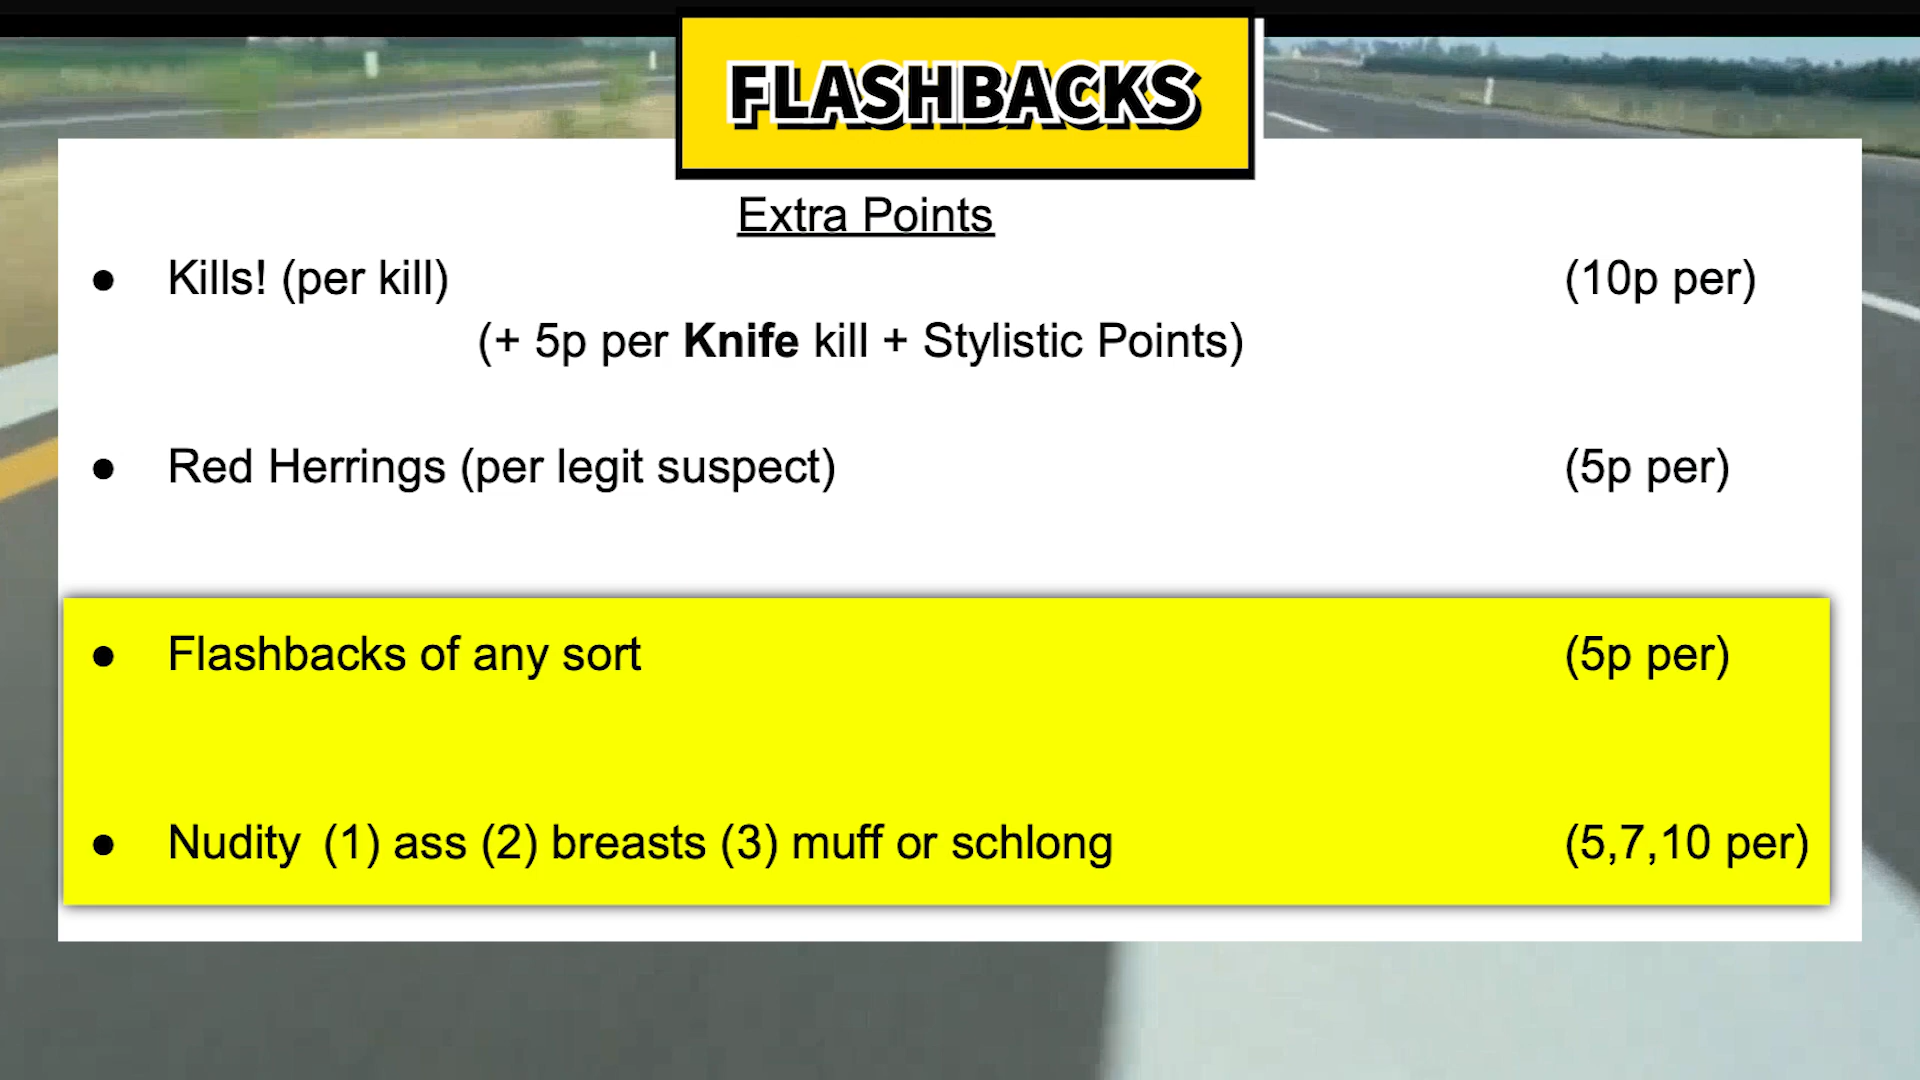 FLASHBACKS
Extra Points
● Kills! (per kill) (10p per)
(+ 5p per Knife kill + Stylistic Points)
● Red Herrings (per legit suspect) (5p per)
● Flashbacks of any sort (5p per)
● Nudity (1) ass (2) breasts (3) muff or schlong (5,7,10 per)